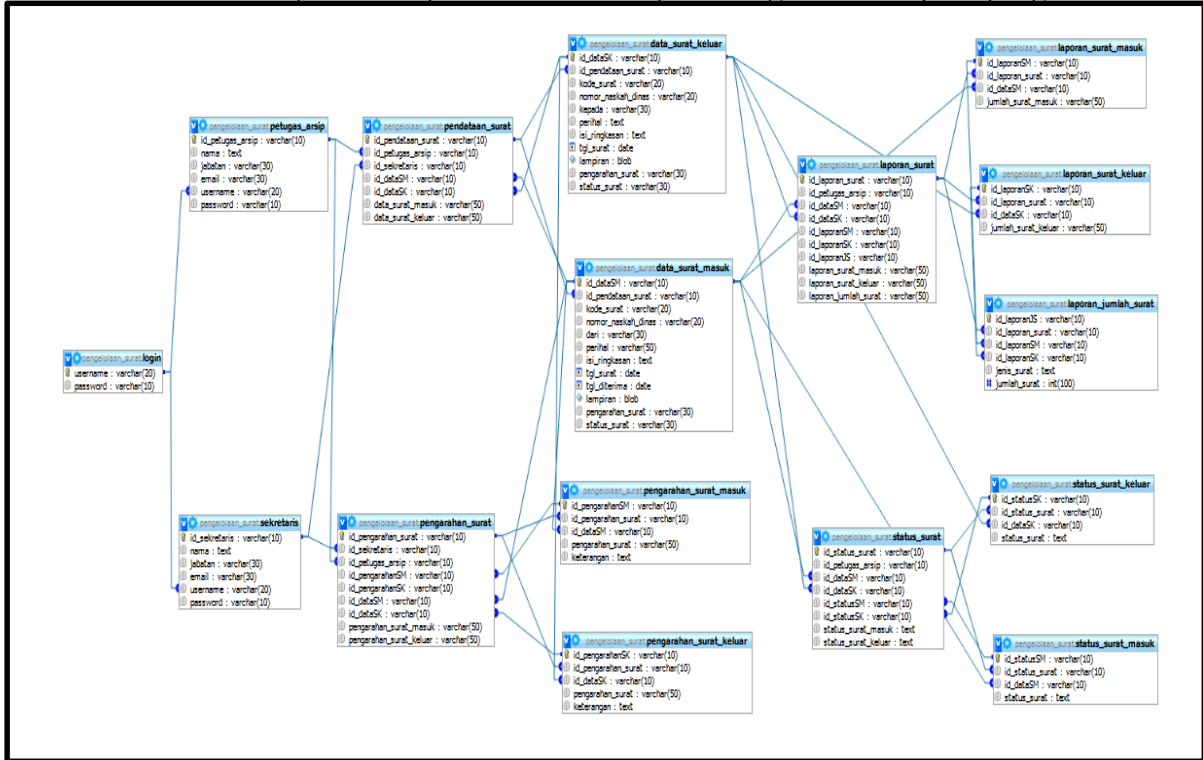 pengelolaan_surat login
username : varchar(20)
password : varchar(10)
pengelolaan_surat petugas_arsip
id_petugas_arsip : varchar(10)
nama : text
jabatan : varchar(30)
email : varchar(30)
username : varchar(20)
password : varchar(10)
pengelolaan_surat sekretaris
id_sekretaris : varchar(10)
nama : text
jabatan : varchar(30)
email : varchar(30)
username : varchar(20)
password : varchar(10)
pengelolaan_surat pendataan_surat
id_pendataan_surat : varchar(10)
id_petugas_arsip : varchar(10)
id_sekretaris : varchar(10)
id_dataSM : varchar(10)
id_dataSK : varchar(10)
data_surat_masuk : varchar(50)
data_surat_keluar : varchar(50)
pengelolaan_surat pengarahan_surat
id_pengarahan_surat : varchar(10)
id_sekretaris : varchar(10)
id_petugas_arsip : varchar(10)
id_pengarahanSM : varchar(10)
id_pengarahanSK : varchar(10)
id_dataSM : varchar(10)
id_dataSK : varchar(10)
pengarahan_surat_masuk : varchar(50)
pengarahan_surat_keluar : varchar(50)
pengelolaan_surat data_surat_keluar
id_dataSK : varchar(10)
id_pendataan_surat : varchar(10)
kode_surat : varchar(20)
nomor_naskah_dinas : varchar(20)
kepada : varchar(30)
perihal : text
isi_ringkasan : text
tgl_surat : date
lampiran : blob
pengarahan_surat : varchar(30)
status_surat : varchar(30)
pengelolaan_surat data_surat_masuk
id_dataSM : varchar(10)
id_pendataan_surat : varchar(10)
kode_surat : varchar(20)
nomor_naskah_dinas : varchar(20)
dari : varchar(30)
perihal : varchar(50)
isi_ringkasan : text
tgl_surat : date
tgl_diterima : date
lampiran : blob
pengarahan_surat : varchar(30)
status_surat : varchar(30)
pengelolaan_surat pengarahan_surat_masuk
id_pengarahanSM : varchar(10)
id_pengarahan_surat : varchar(10)
id_dataSM : varchar(10)
pengarahan_surat : varchar(50)
keterangan : text
pengelolaan_surat pengarahan_surat_keluar
id_pengarahanSK : varchar(10)
id_pengarahan_surat : varchar(10)
id_dataSK : varchar(10)
pengarahan_surat : varchar(50)
keterangan : text
pengelolaan_surat laporan_surat
id_laporan_surat : varchar(10)
id_petugas_arsip : varchar(10)
id_dataSM : varchar(10)
id_dataSK : varchar(10)
id_laporanSM : varchar(10)
id_laporanSK : varchar(10)
id_laporanJS : varchar(10)
laporan_surat_masuk : varchar(50)
laporan_surat_keluar : varchar(50)
laporan_jumlah_surat : varchar(50)
pengelolaan_surat status_surat
id_status_surat : varchar(10)
id_petugas_arsip : varchar(10)
id_dataSM : varchar(10)
id_dataSK : varchar(10)
id_statusSM : varchar(10)
id_statusSK : varchar(10)
status_surat_masuk : text
status_surat_keluar : text
pengelolaan_surat laporan_surat_masuk
id_laporanSM : varchar(10)
id_laporan_surat : varchar(10)
id_dataSM : varchar(10)
jumlah_surat_masuk : varchar(50)
pengelolaan_surat laporan_surat_keluar
id_laporanSK : varchar(10)
id_laporan_surat : varchar(10)
id_dataSK : varchar(10)
jumlah_surat_keluar : varchar(50)
pengelolaan_surat laporan_jumlah_surat
id_laporanJS : varchar(10)
id_laporan_surat : varchar(10)
id_laporanSM : varchar(10)
id_laporanSK : varchar(10)
jenis_surat : text
# jumlah_surat : int(100)
pengelolaan_surat status_surat_keluar
id_statusSK : varchar(10)
id_status_surat : varchar(10)
id_dataSK : varchar(10)
status_surat : text
pengelolaan_surat status_surat_masuk
id_statusSM : varchar(10)
id_status_surat : varchar(10)
id_dataSM : varchar(10)
status_surat : text